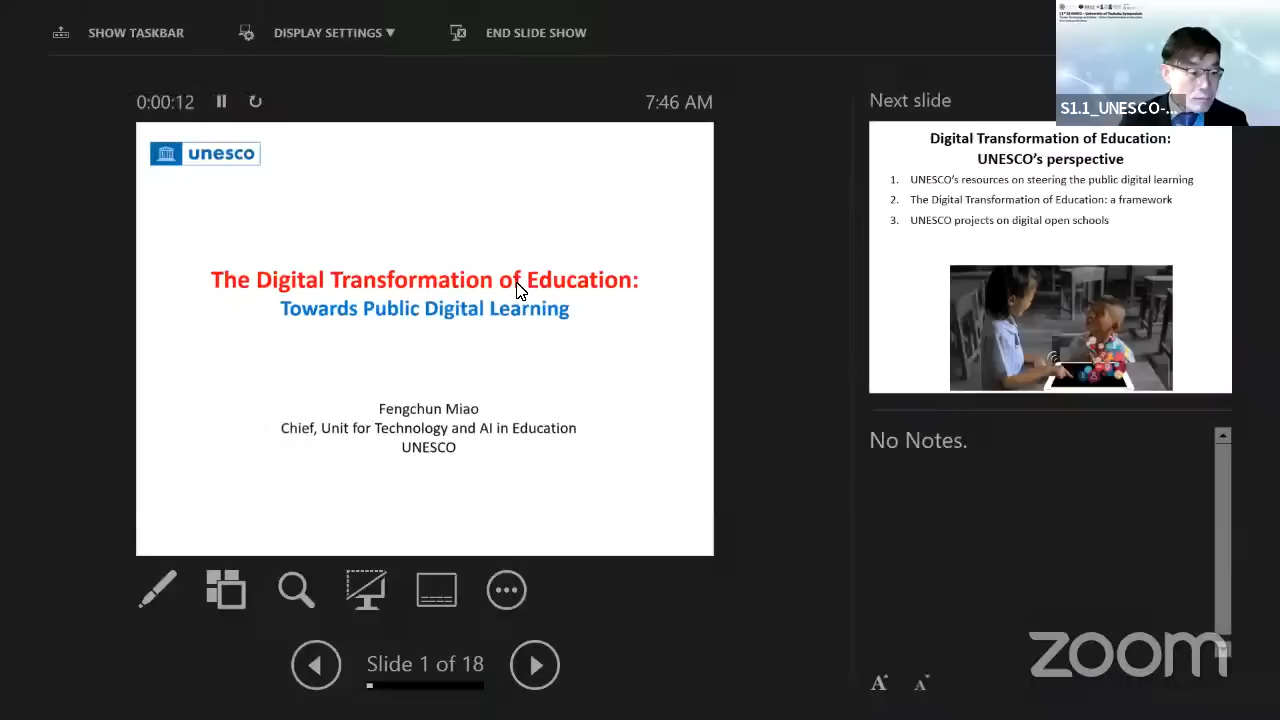 SHOW TASKBAR
DISPLAY SETTINGS ▼
END SLIDE SHOW
S1.1_UNESCO-...
0:00:12
7:46 AM
unesco
The Digital Transformation of Education:
Towards Public Digital Learning
Fengchun Miao
Chief, Unit for Technology and AI in Education
UNESCO
Slide 1 of 18
Next slide
Digital Transformation of Education:
UNESCO's perspective
1. UNESCO's resources on steering the public digital learning
2. The Digital Transformation of Education: a framework
3. UNESCO projects on digital open schools
No Notes.
A A
zoom